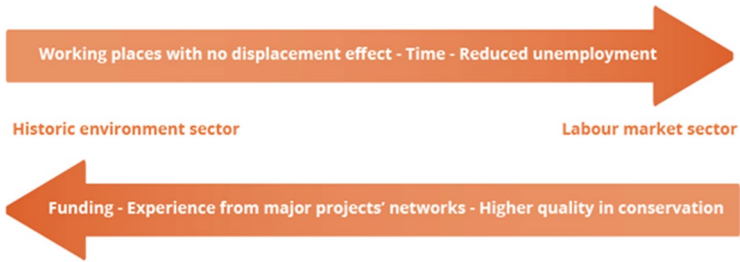 Working places with no displacement effect - Time - Reduced unemployment
Historic environment sector
Labour market sector
Funding - Experience from major projects’ networks - Higher quality in conservation